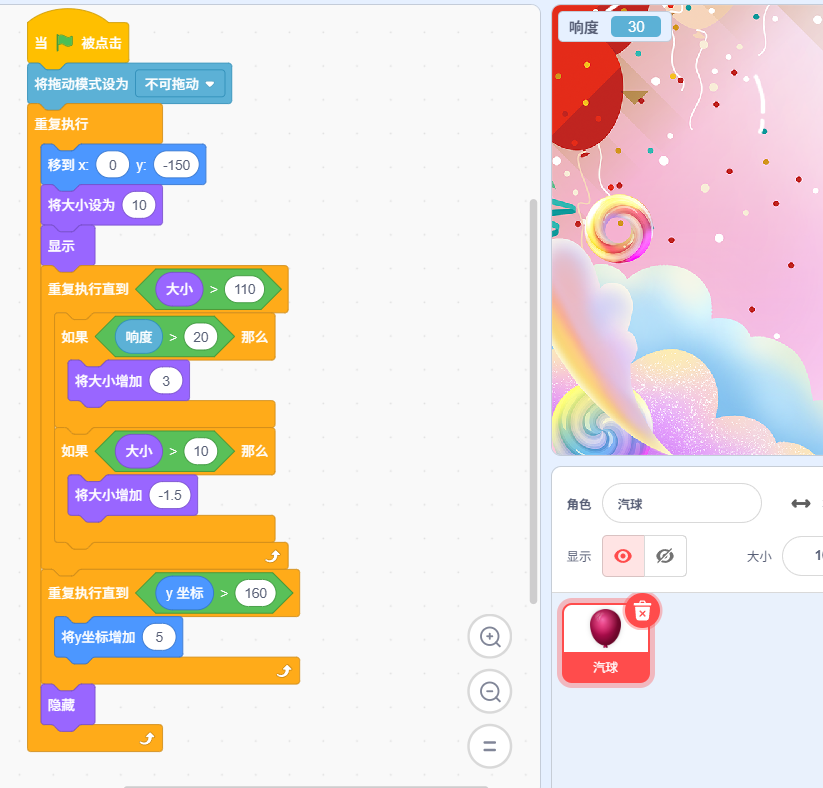 当 被点击
将拖动模式设为 不可拖动
重复执行
移到 x: 0 y: -150
将大小设为 10
显示
重复执行直到 大小 > 110
如果 响度 > 20 那么
将大小增加 3
如果 大小 > 10 那么
将大小增加 -1.5
重复执行直到 y 坐标 > 160
将y坐标增加 5
隐藏
响度 30
角色 汽球
显示 大小
汽球